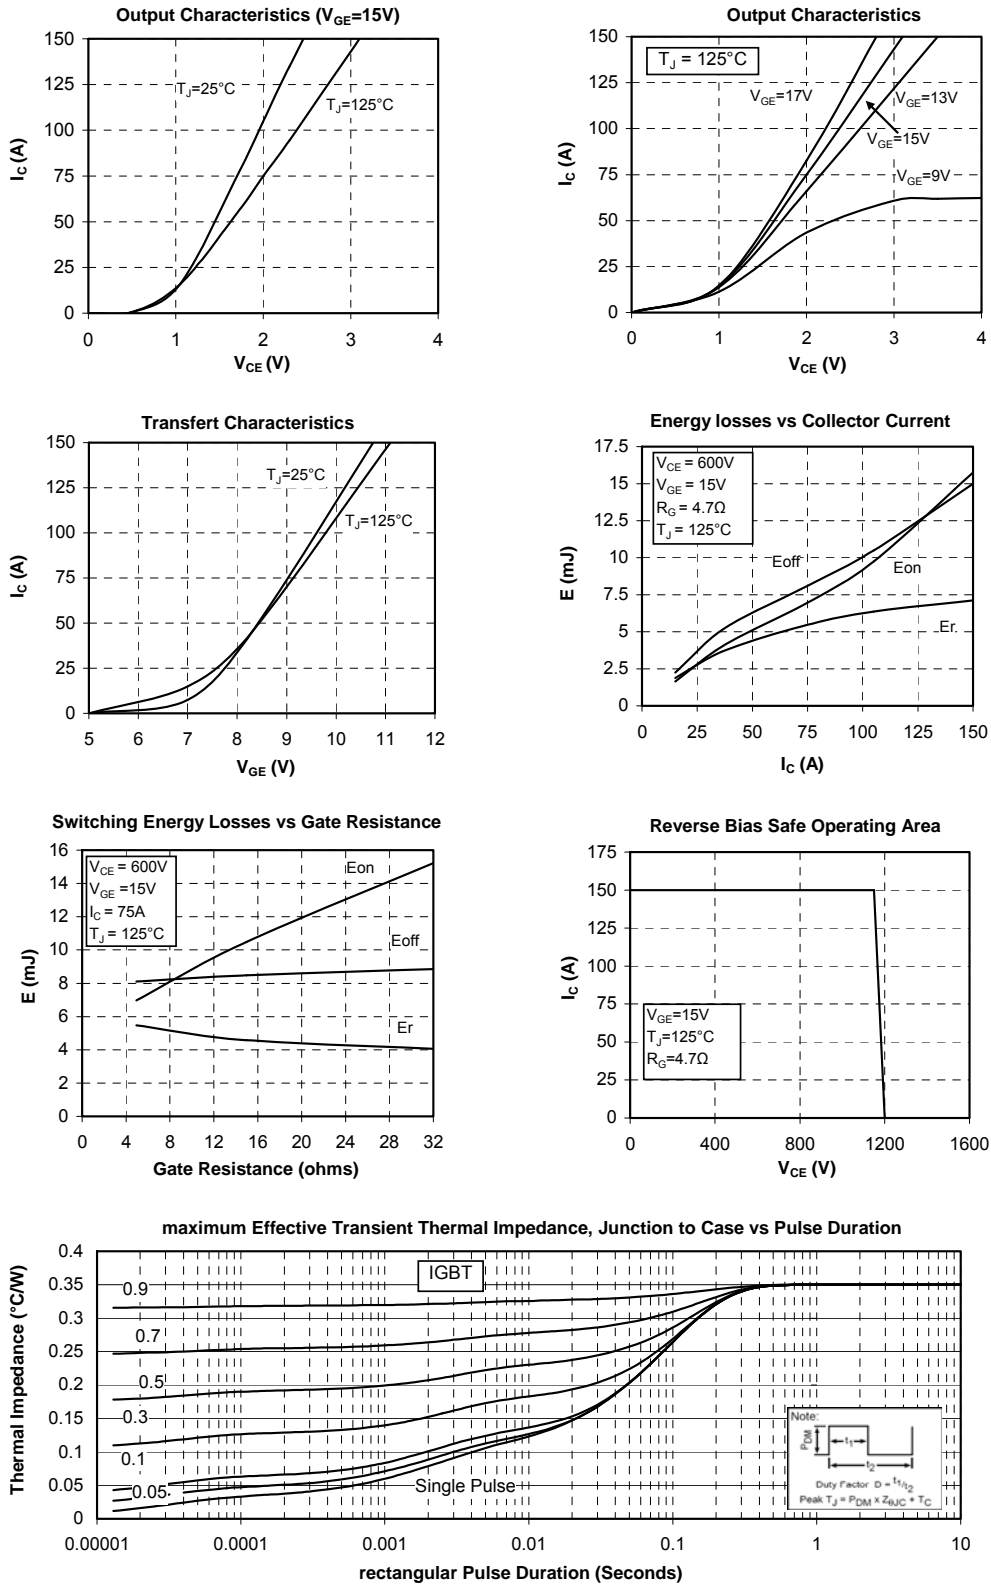 Output Characteristics (VGE=15V)
150
125
100
75
50
25
0
0 1 2 3 4
IC (A)
VCE (V)
TJ=25°C
TJ=125°C
Output Characteristics
150
125
100
75
50
25
0
0 1 2 3 4
IC (A)
VCE (V)
TJ = 125°C
VGE=17V
VGE=13V
VGE=15V
VGE=9V
Transfert Characteristics
150
125
100
75
50
25
0
5 6 7 8 9 10 11 12
IC (A)
VGE (V)
TJ=25°C
TJ=125°C
Energy losses vs Collector Current
17.5
15
12.5
10
7.5
5
2.5
0
0 25 50 75 100 125 150
E (mJ)
IC (A)
VCE = 600V
VGE = 15V
RG = 4.7Ω
TJ = 125°C
Eoff
Eon
Er
Switching Energy Losses vs Gate Resistance
16
14
12
10
8
6
4
2
0
0 4 8 12 16 20 24 28 32
E (mJ)
Gate Resistance (ohms)
VCE = 600V
VGE =15V
IC = 75A
TJ = 125°C
Eon
Eoff
Er
Reverse Bias Safe Operating Area
175
150
125
100
75
50
25
0
0 400 800 1200 1600
IC (A)
VCE (V)
VGE=15V
TJ=125°C
RG=4.7Ω
maximum Effective Transient Thermal Impedance, Junction to Case vs Pulse Duration
0.4
0.35
0.3
0.25
0.2
0.15
0.1
0.05
0
0.00001 0.0001 0.001 0.01 0.1 1 10
Thermal Impedance (°C/W)
rectangular Pulse Duration (Seconds)
IGBT
0.9
0.7
0.5
0.3
0.1
0.05
Single Pulse
Note:
PDM
t1
t2
Duty Factor D = t1/t2
Peak TJ = PDM x ZθJC + TC